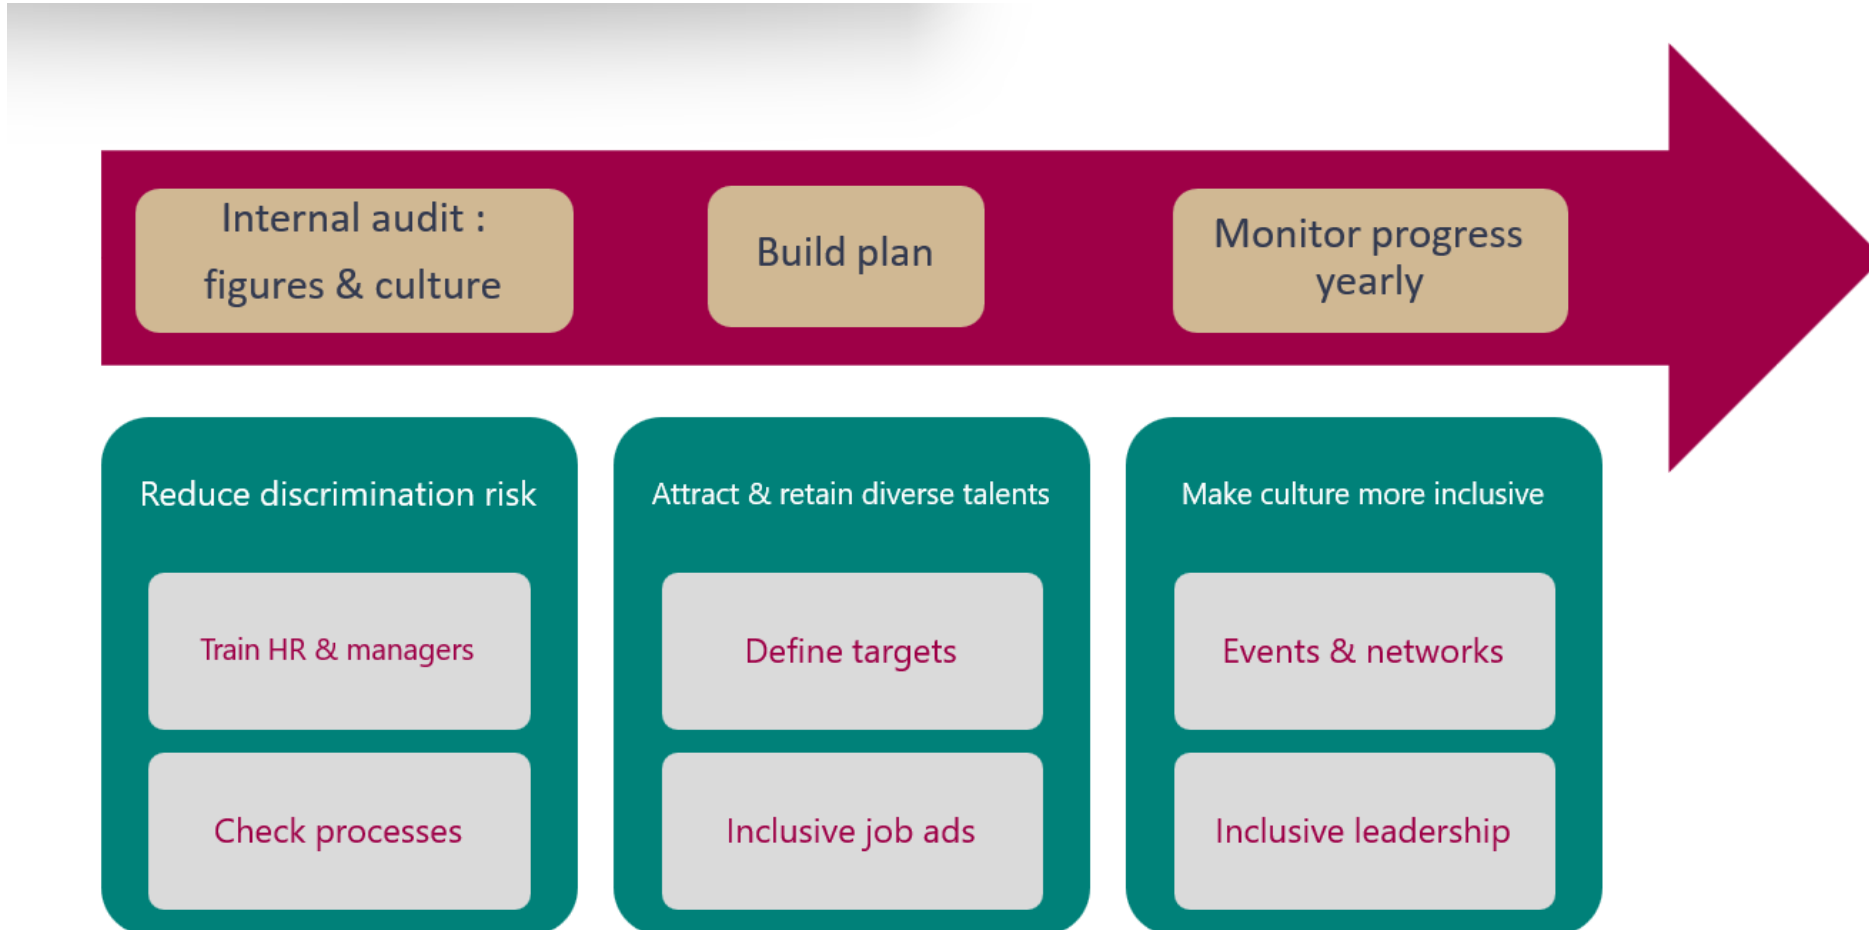 Internal audit :
figures & culture
Build plan
Monitor progress
yearly
Reduce discrimination risk
Train HR & managers
Check processes
Attract & retain diverse talents
Define targets
Inclusive job ads
Make culture more inclusive
Events & networks
Inclusive leadership